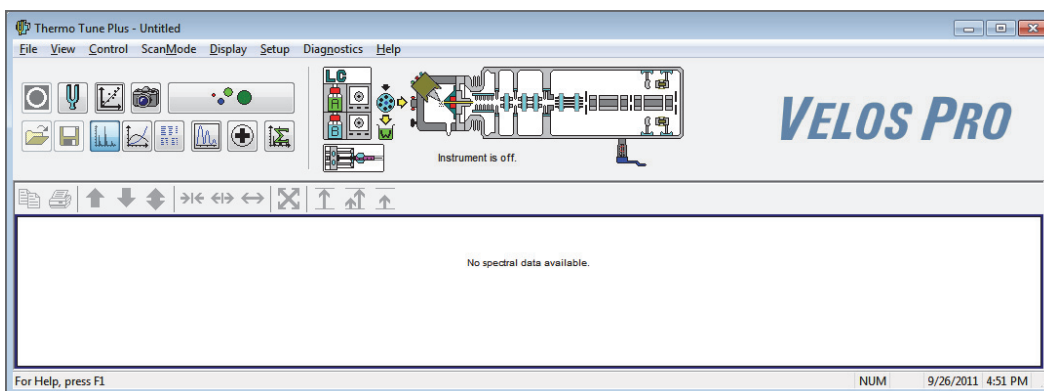 Thermo Tune Plus - Untitled
File View Control ScanMode Display Setup Diagnostics Help
LC
A
B
Instrument is off.
VELOS PRO
No spectral data available.
For Help, press F1
NUM
9/26/2011 4:51 PM